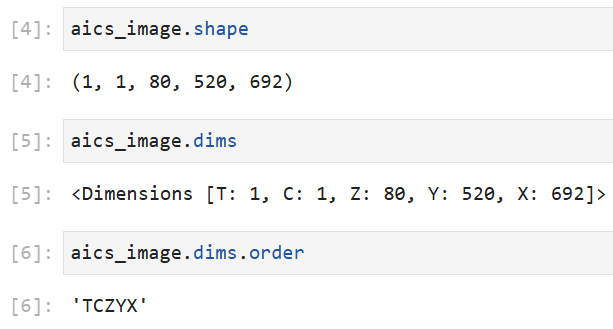 [4]: aics_image.shape
[4]: (1, 1, 80, 520, 692)
[5]: aics_image.dims
[5]: <Dimensions [T: 1, C: 1, Z: 80, Y: 520, X: 692]>
[6]: aics_image.dims.order
[6]: 'TCZYX'